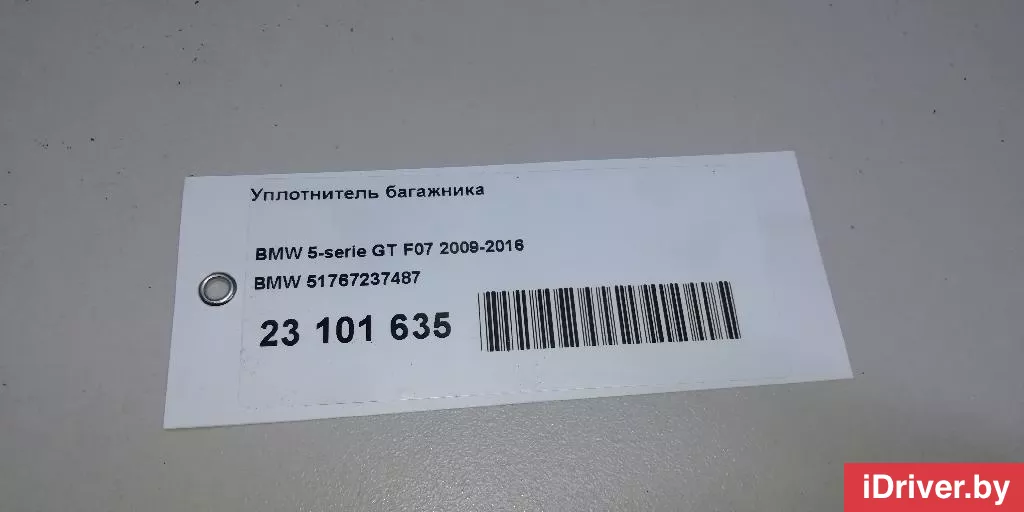 Уплотнитель багажника
BMW 5-serie GT F07 2009-2016
BMW 51767237487
23 101 635
iDriver.by